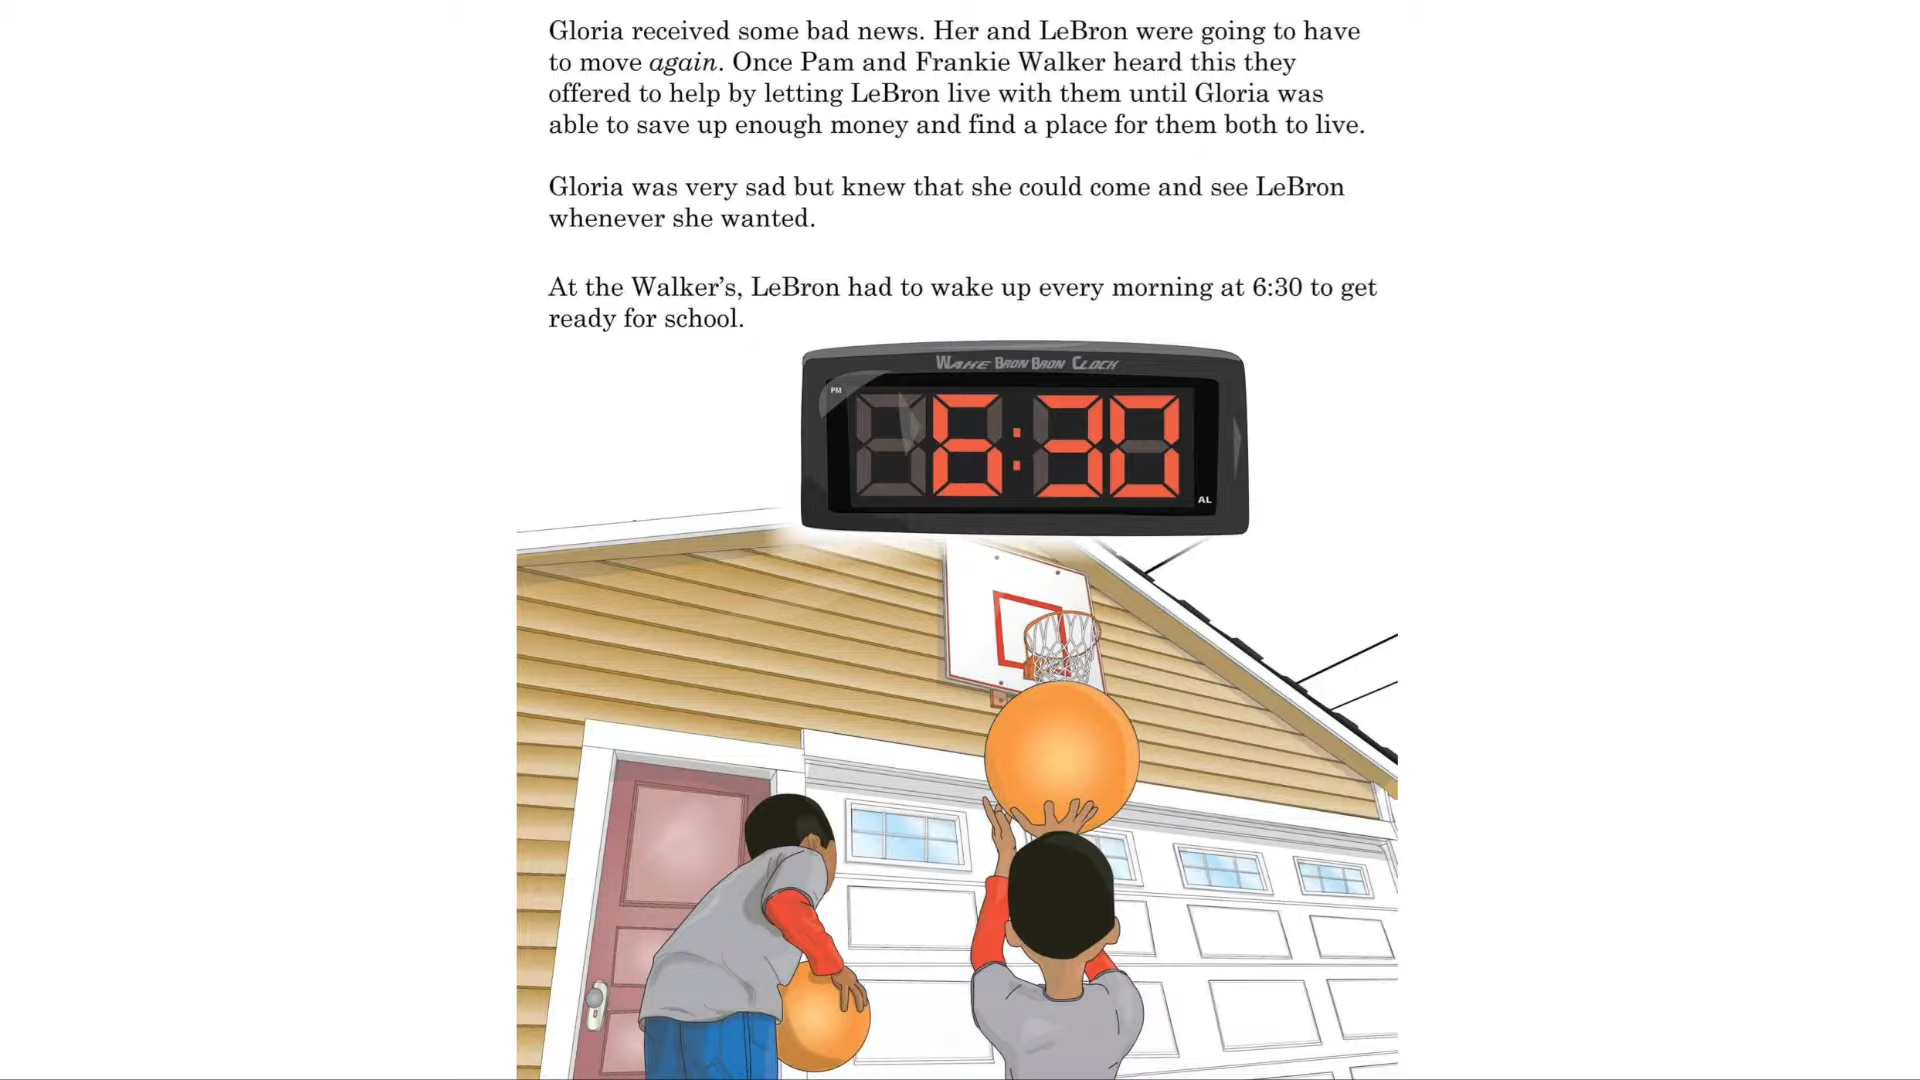 Gloria received some bad news. Her and LeBron were going to have
to move again. Once Pam and Frankie Walker heard this they
offered to help by letting LeBron live with them until Gloria was
able to save up enough money and find a place for them both to live.
Gloria was very sad but knew that she could come and see LeBron
whenever she wanted.
At the Walker’s, LeBron had to wake up every morning at 6:30 to get
ready for school.
Wake Bron Bron Clock
PM
6:30
AL